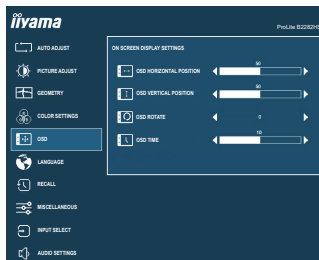 iiyama
ProLite B2262HS
AUTO ADJUST
PICTURE ADJUST
GEOMETRY
COLOR SETTINGS
OSD
LANGUAGE
RECALL
MISCELLANEOUS
INPUT SELECT
AUDIO SETTINGS
ON SCREEN DISPLAY SETTINGS
OSD HORIZONTAL POSITION
50
OSD VERTICAL POSITION
50
OSD ROTATE
0
OSD TIME
10